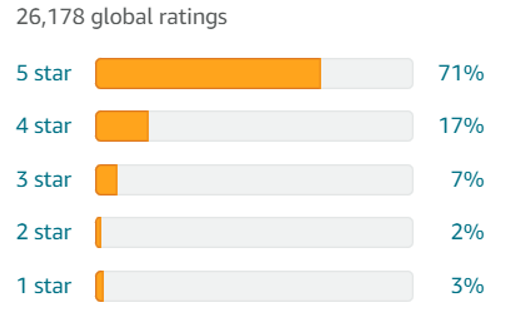 26,178 global ratings
5 star 71%
4 star 17%
3 star 7%
2 star 2%
1 star 3%